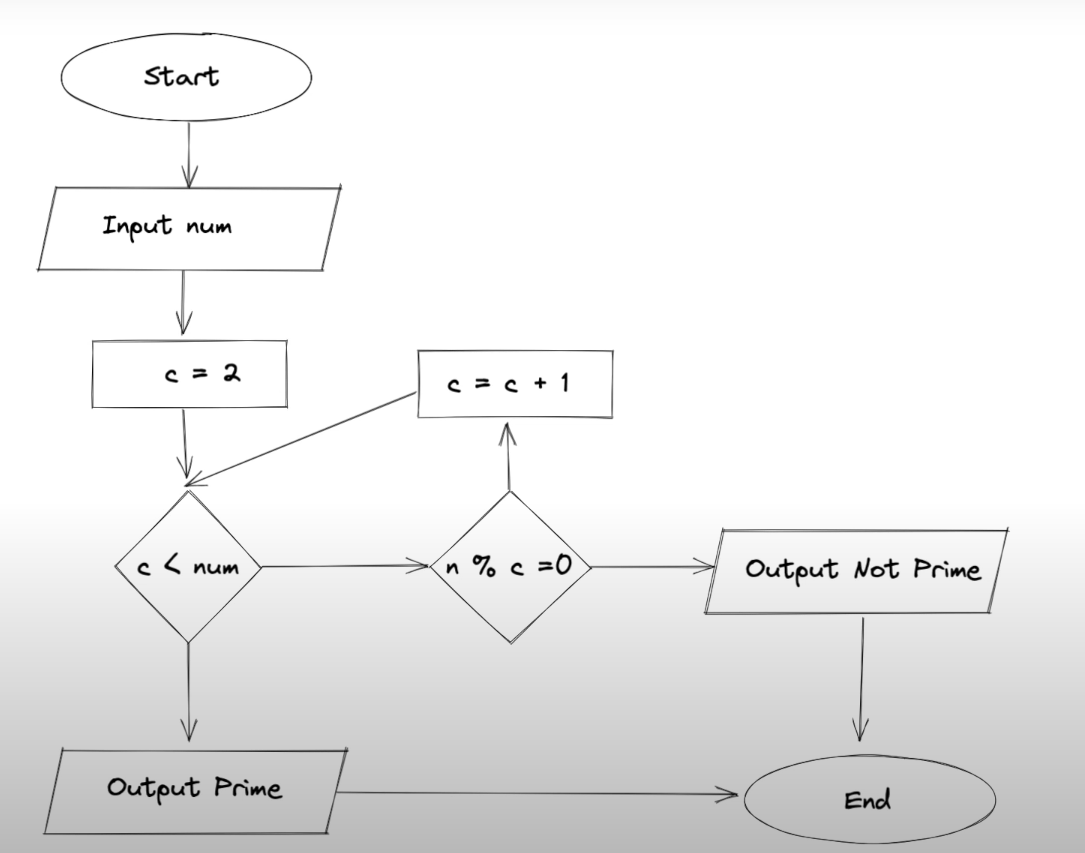 Start
Input num
c = 2
c = c + 1
c < num
n % c =0
Output Not Prime
Output Prime
End